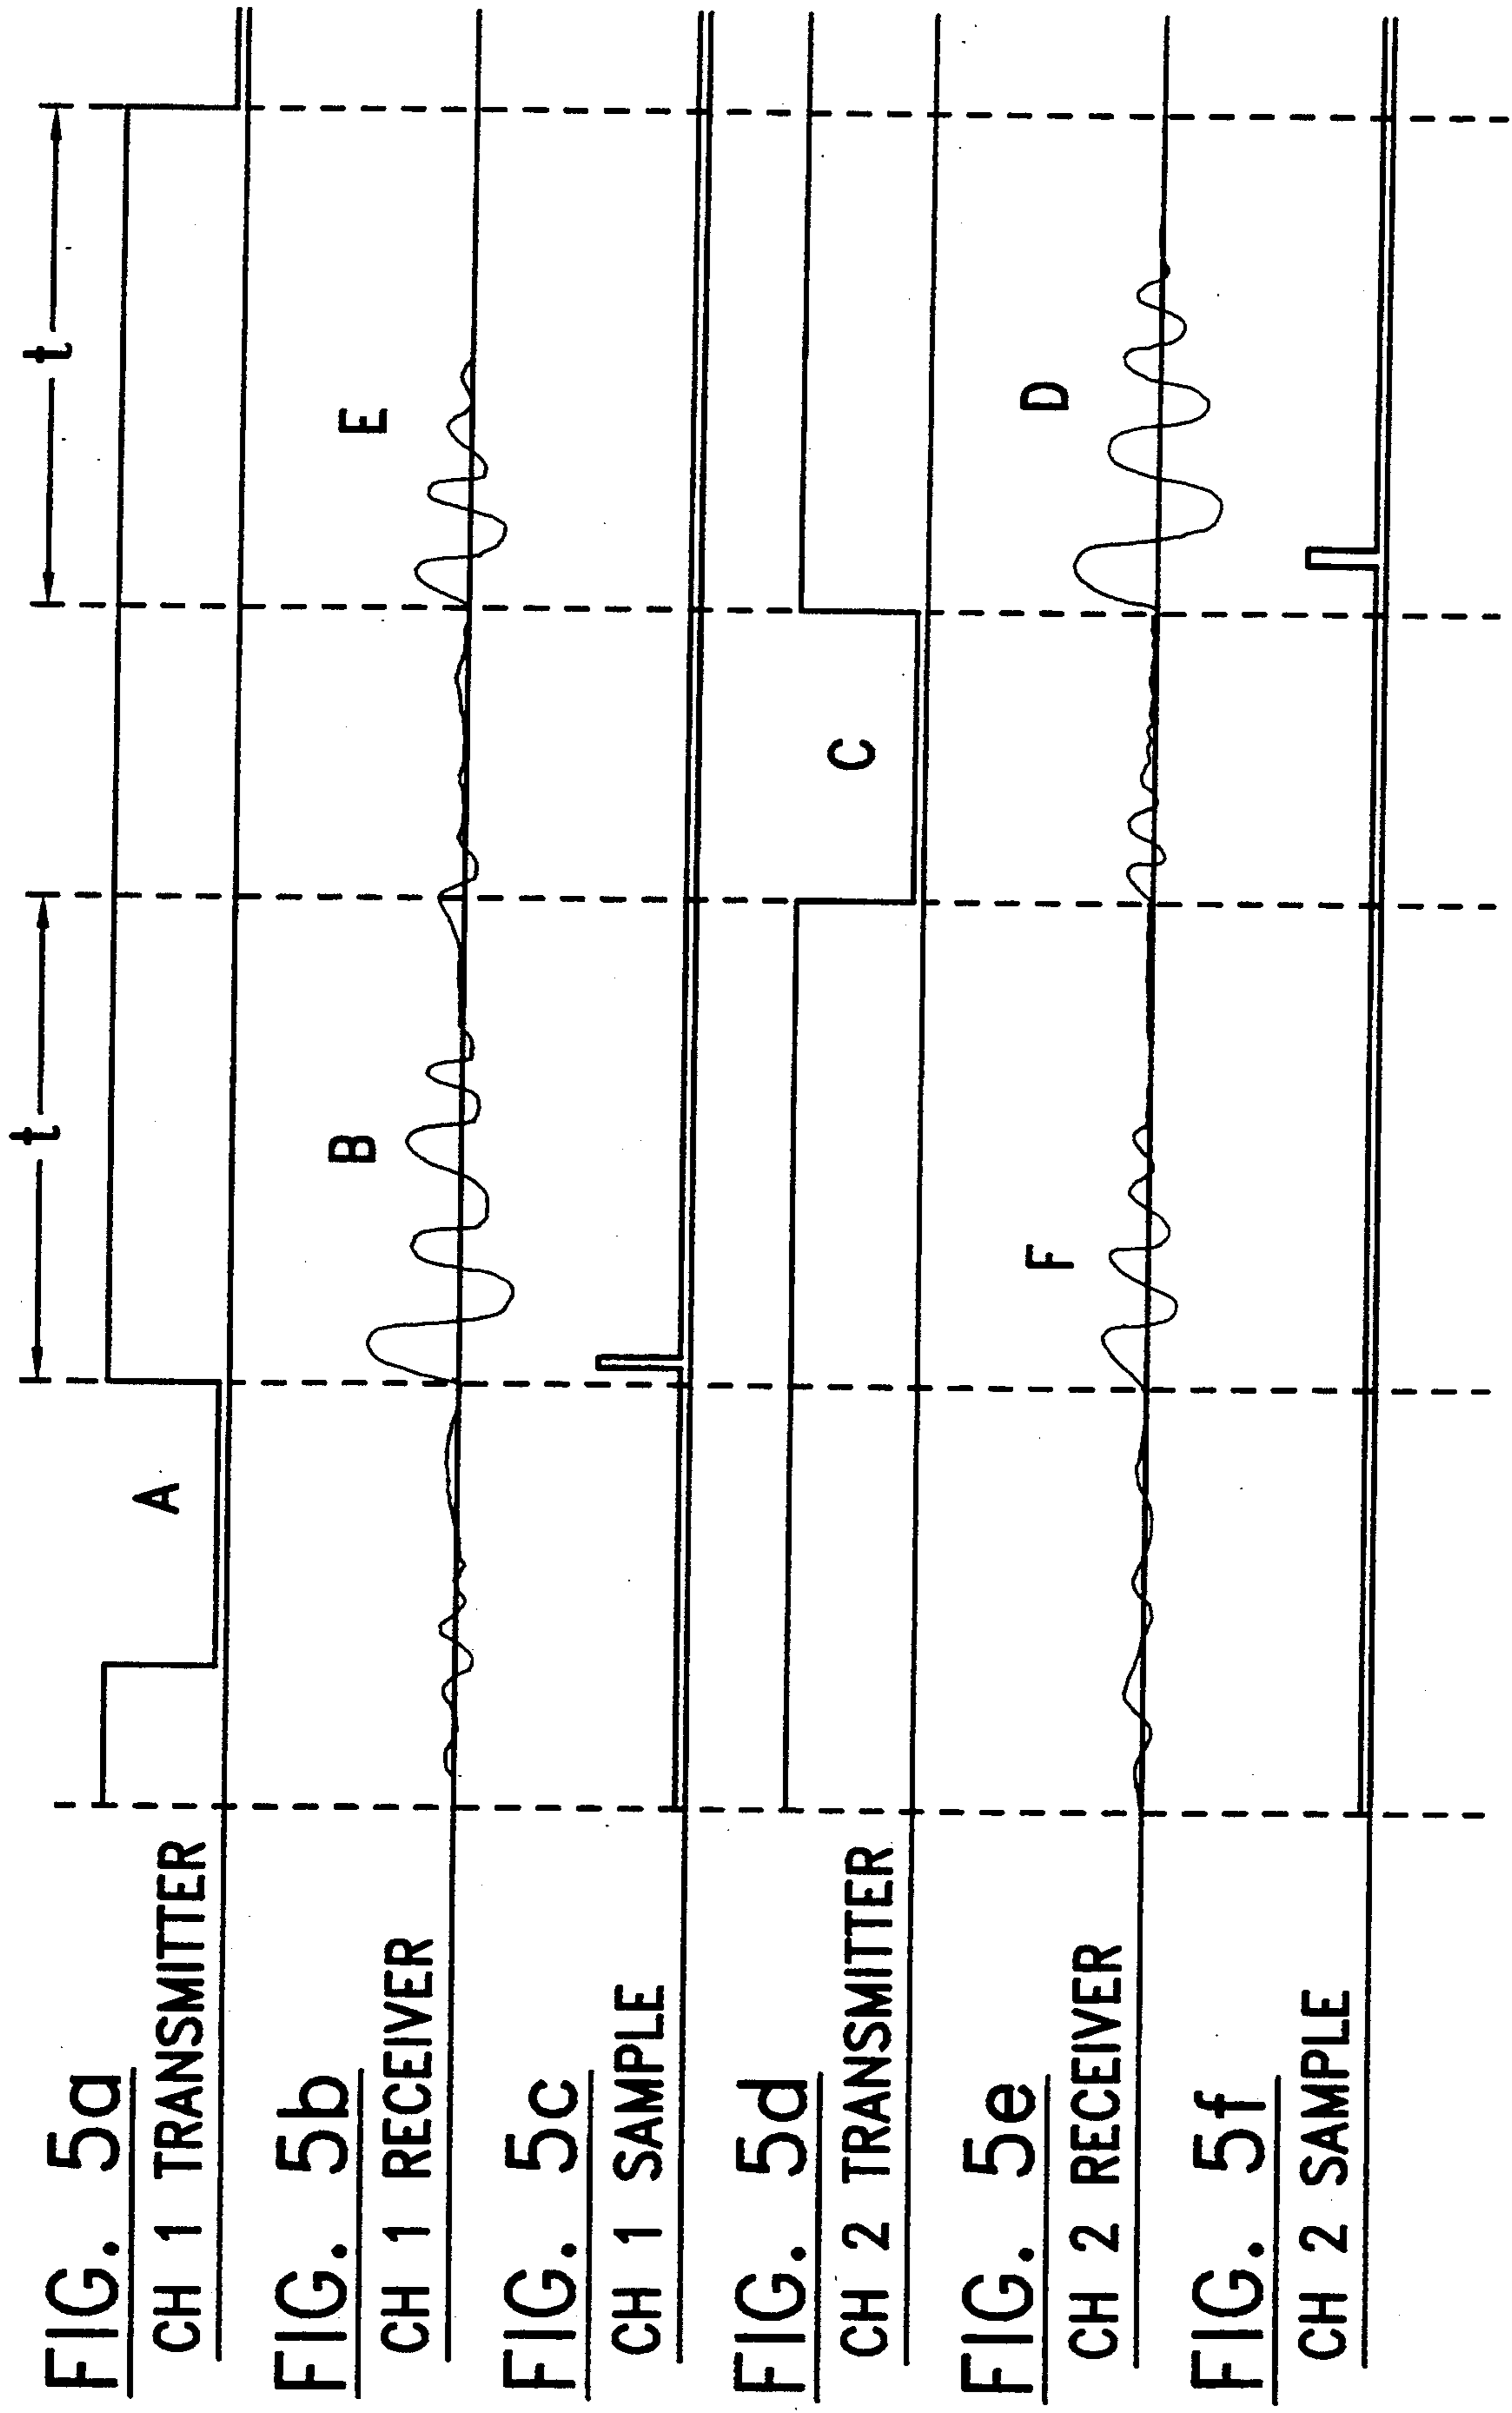 FIG. 5a
CH 1 TRANSMITTER
A
t
t
FIG. 5b
CH 1 RECEIVER
B
E
FIG. 5c
CH 1 SAMPLE
FIG. 5d
CH 2 TRANSMITTER
C
FIG. 5e
CH 2 RECEIVER
F
D
FIG. 5f
CH 2 SAMPLE